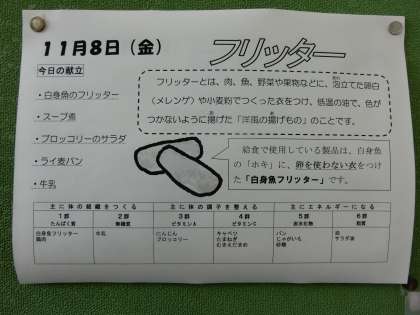 11月8日（金）
フリッター
今日の献立
・白身魚のフリッター
・スープ煮
・ブロッコリーのサラダ
・ライ麦パン
・牛乳
フリッターとは、肉、魚、野菜や果物などに、泡立てた卵白
（メレンゲ）や小麦粉でつくった衣をつけ、低温の油で、色が
つかないように揚げた「洋風の揚げもの」のことです。
給食で使用している製品は、白身魚
の「ホキ」に、卵を使わない衣をつけ
た「白身魚フリッター」です。
主に体の組織をつくる 主に体の調子を整える 主にエネルギーになる
1群 2群 3群 4群 5群 6群
たんぱく質 無機質 ビタミンA ビタミンC 炭水化物 脂質
白身魚フリッター 牛乳 にんじん キャベツ パン 油
鶏肉 ブロッコリー たまねぎ じゃがいも サラダ油
むきえだまめ 砂糖